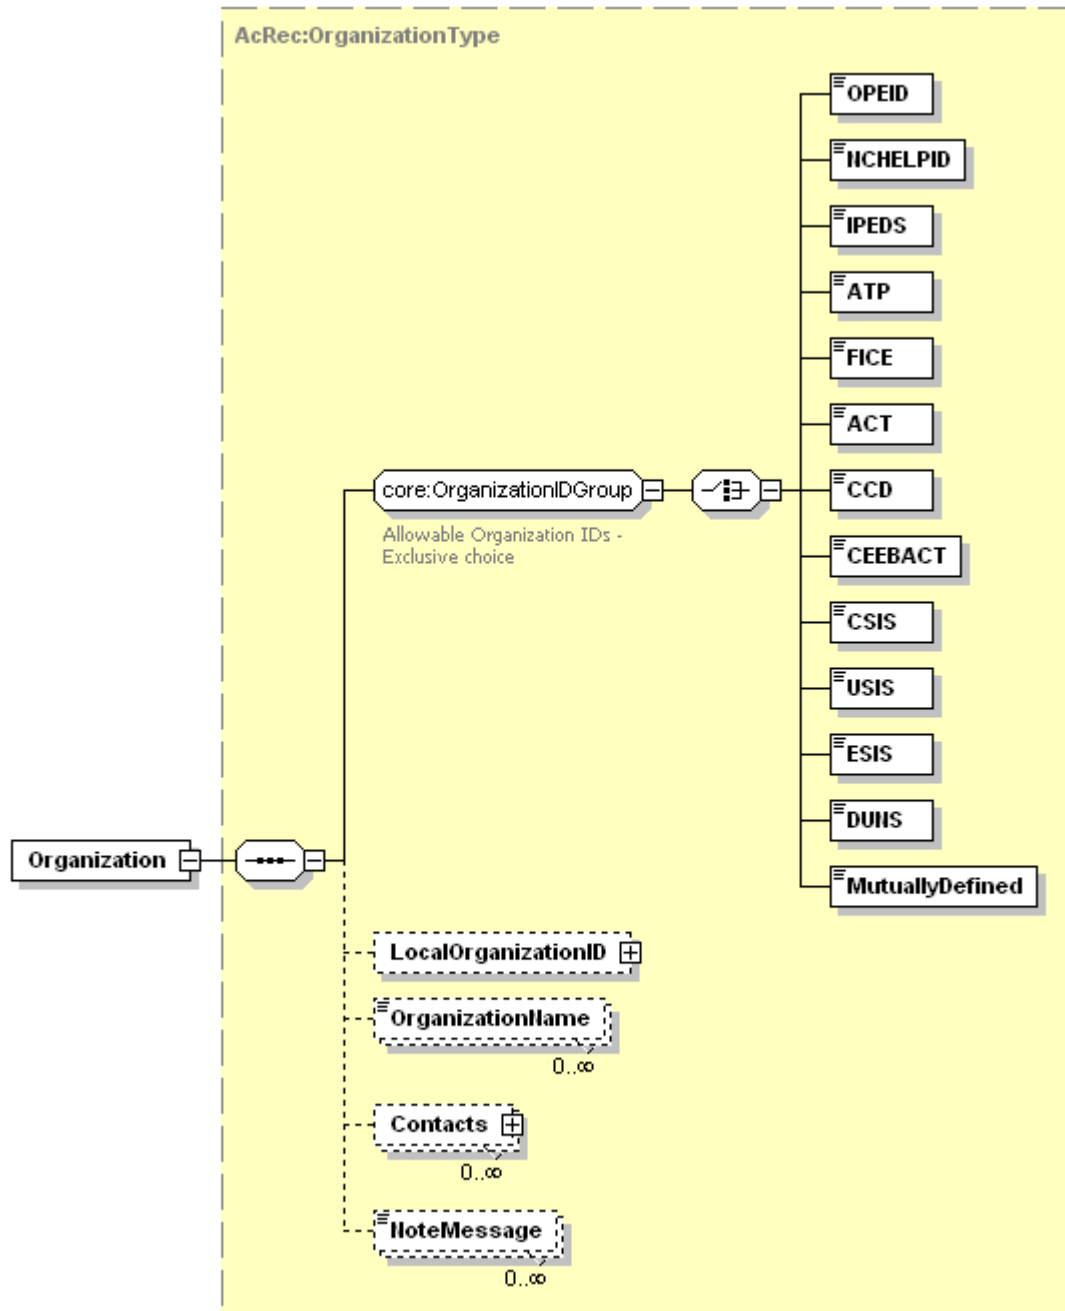 AcRec:OrganizationType
OPEID
NCHELPID
IPEDS
ATP
FICE
ACT
core:OrganizationIDGroup
CCD
Allowable Organization IDs -
Exclusive choice
CEEBACT
CSIS
USIS
ESIS
DUNS
Organization
MutuallyDefined
LocalOrganizationID
OrganizationName
0..∞
Contacts
0..∞
NoteMessage
0..∞